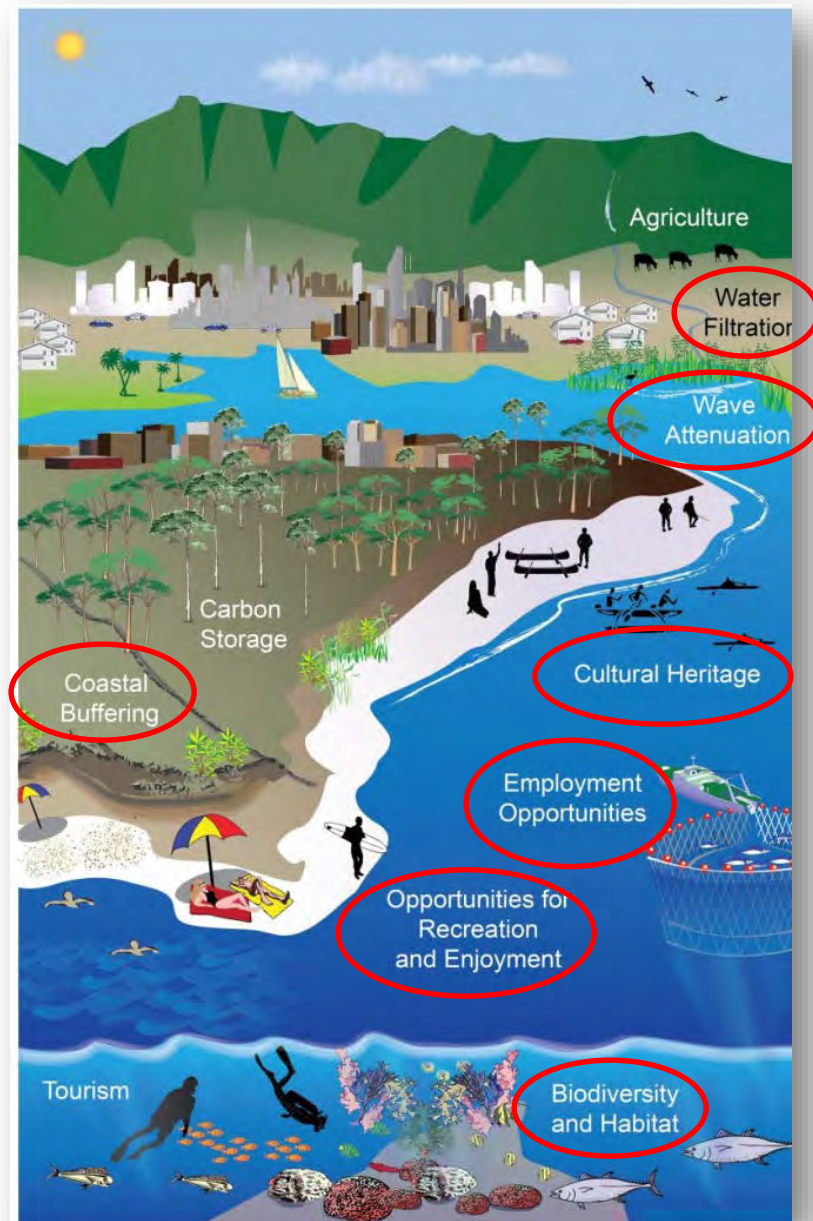 Agriculture
Water
Filtration
Wave
Attenuation
Carbon
Storage
Cultural Heritage
Coastal
Buffering
Employment
Opportunities
Opportunities for
Recreation
and Enjoyment
Tourism
Biodiversity
and Habitat